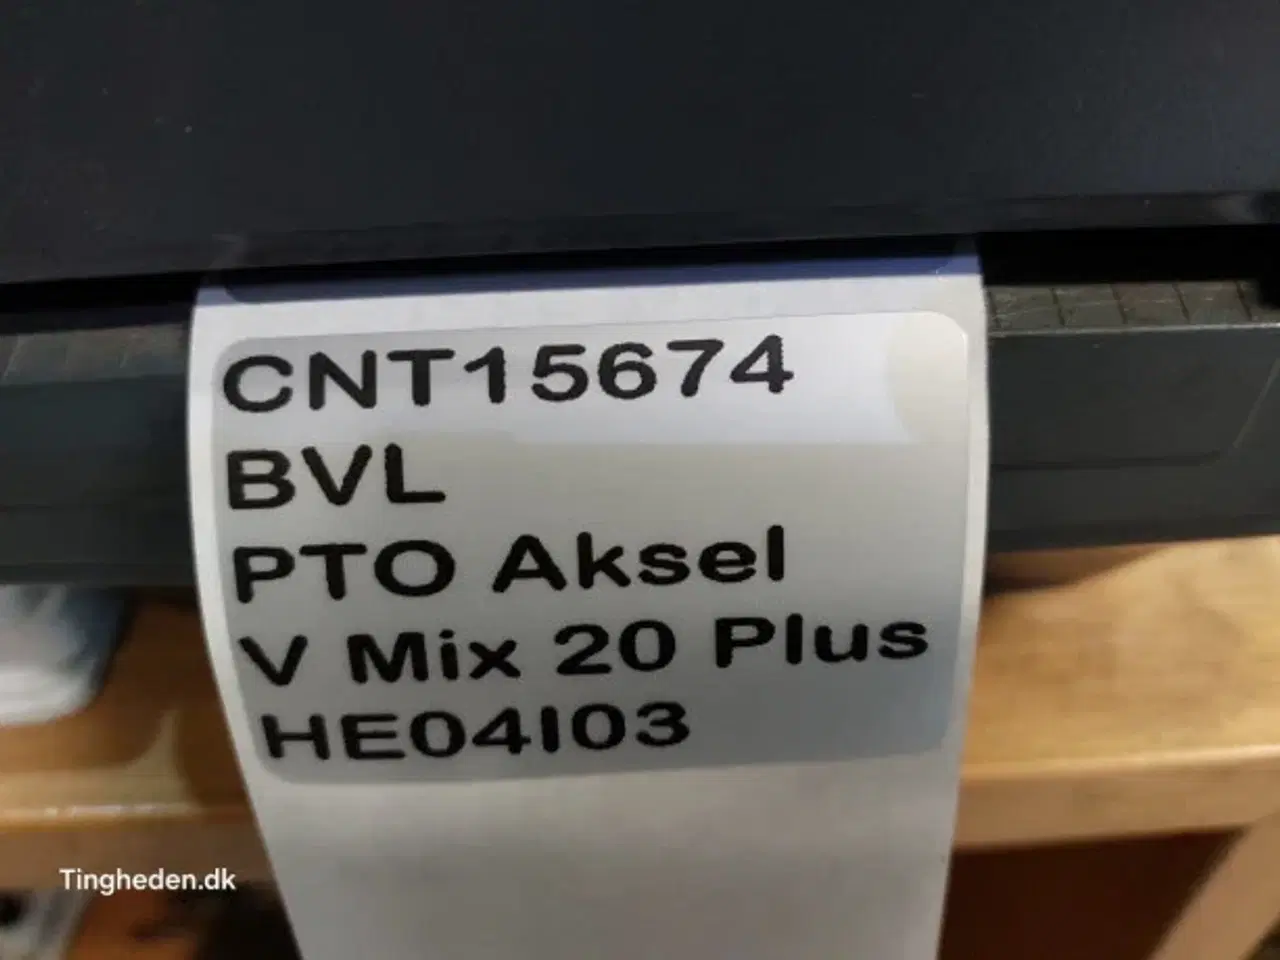 CNT15674
BVL
PTO Aksel
V Mix 20 Plus
HE04I03
Tingheden.dk